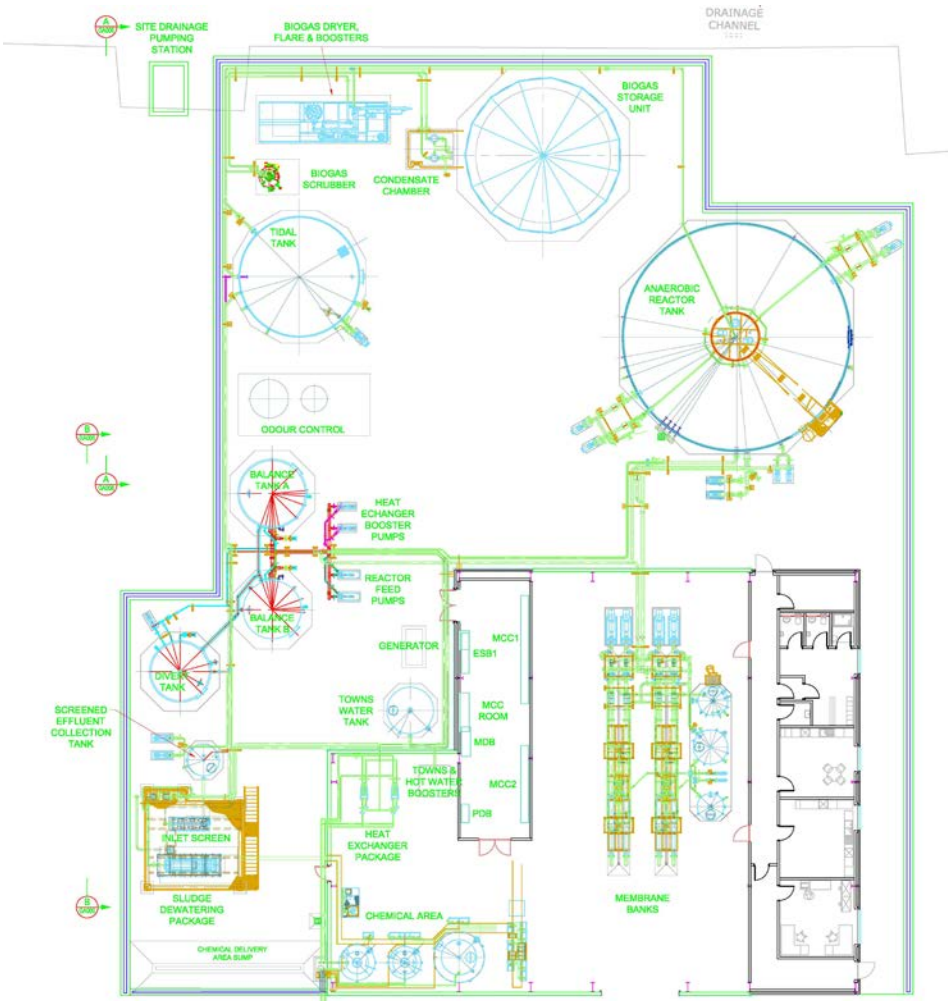 DRAINAGE
CHANNEL
A
SITE DRAINAGE
PUMPING
STATION
BIOGAS DRYER,
FLARE & BOOSTERS
BIOGAS
STORAGE
UNIT
BIOGAS
SCRUBBER
CONDENSATE
CHAMBER
TIDAL
TANK
ANAEROBIC
REACTOR
TANK
ODOUR CONTROL
B
A
BALANCE
TANK A
HEAT
ECHANGER
BOOSTER
PUMPS
REACTOR
FEED
PUMPS
BALANCE
TANK B
GENERATOR
MCC1
ESB1
DIVERT
TANK
TOWNS
WATER
TANK
MCC
ROOM
SCREENED
EFFLUENT
COLLECTION
TANK
MDB
TOWNS &
HOT WATER
BOOSTERS
MCC2
PDB
INLET SCREEN
HEAT
EXCHANGER
PACKAGE
SLUDGE
DEWATERING
PACKAGE
B
CHEMICAL AREA
MEMBRANE
BANKS
CHEMICAL DELIVERY
AREA SUMP